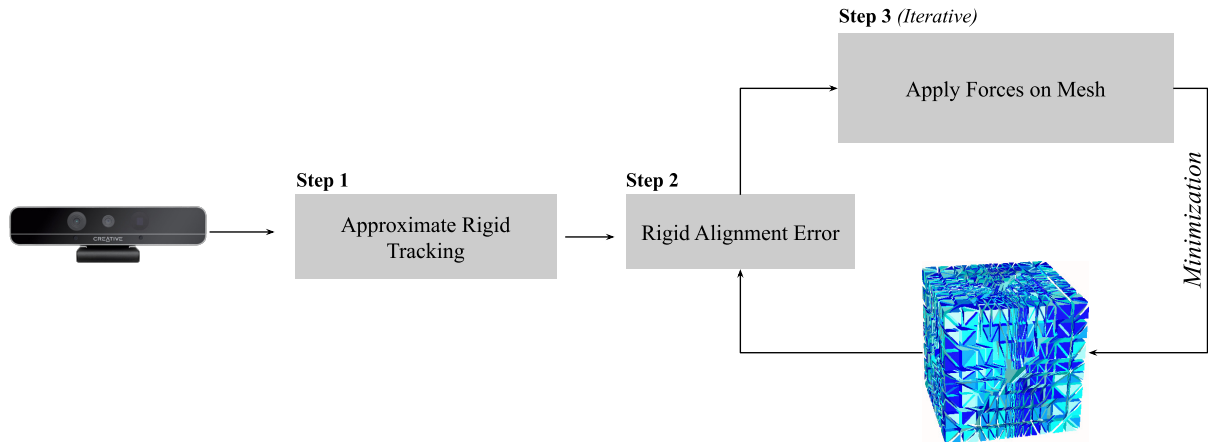 Step 3 (Iterative)
Apply Forces on Mesh
Step 1
Approximate Rigid
Tracking
Step 2
Rigid Alignment Error
Minimization
CREATIVE